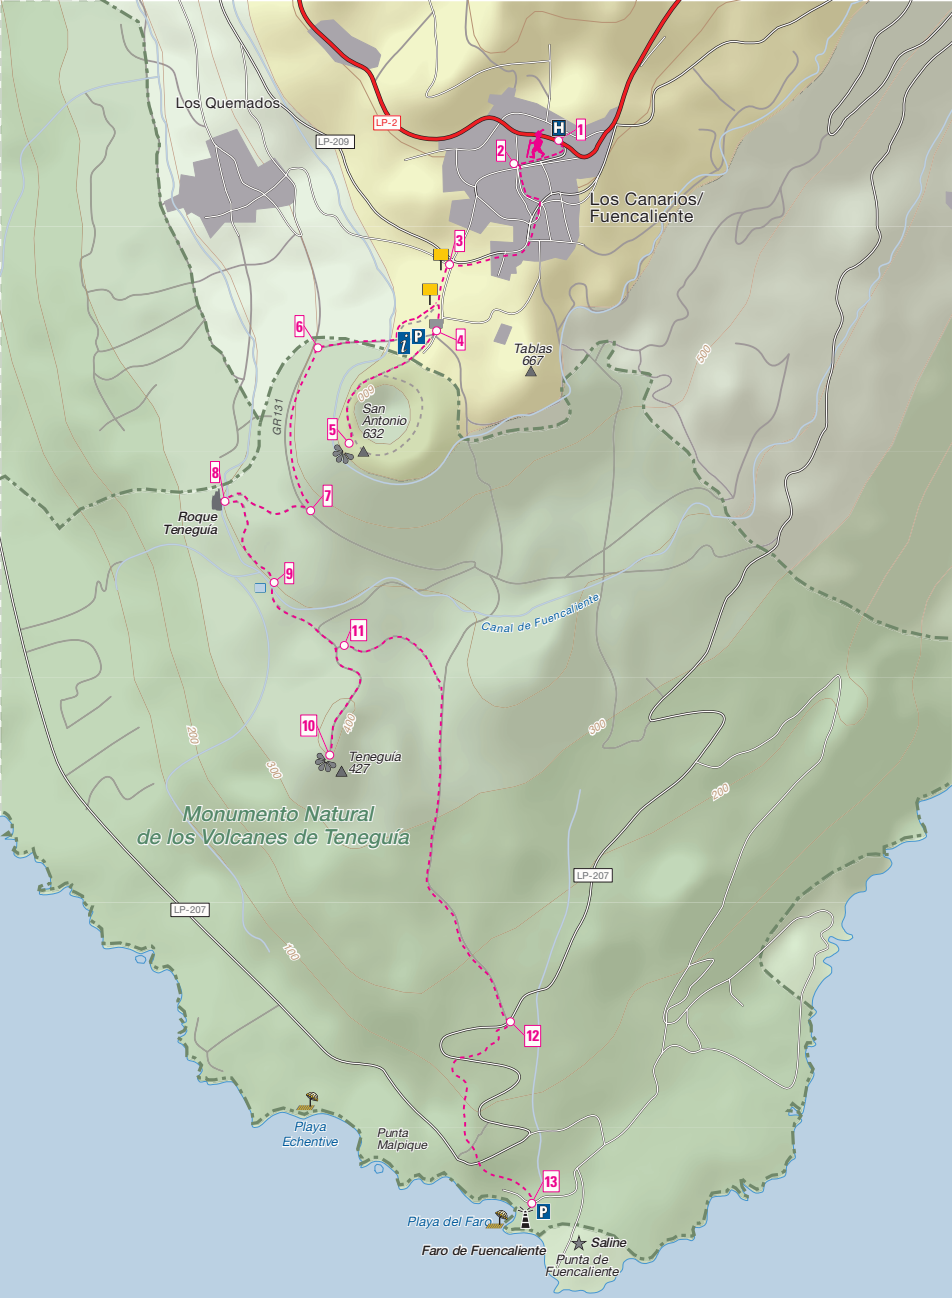 Los Quemados
LP-2
LP-209
H
1
2
Los Canarios/
Fuencaliente
3
500
6
i
P
4
Tablas
667
600
GR131
San
Antonio
632
5
8
7
Roque
Teneguía
9
Canal de Fuencaliente
11
10
400
300
200
300
Teneguía
427
200
Monumento Natural
de los Volcanes de Teneguía
LP-207
LP-207
100
12
Playa
Echentive
Punta
Malpique
13
P
Playa del Faro
Faro de Fuencaliente
Saline
Punta de
Fuencaliente